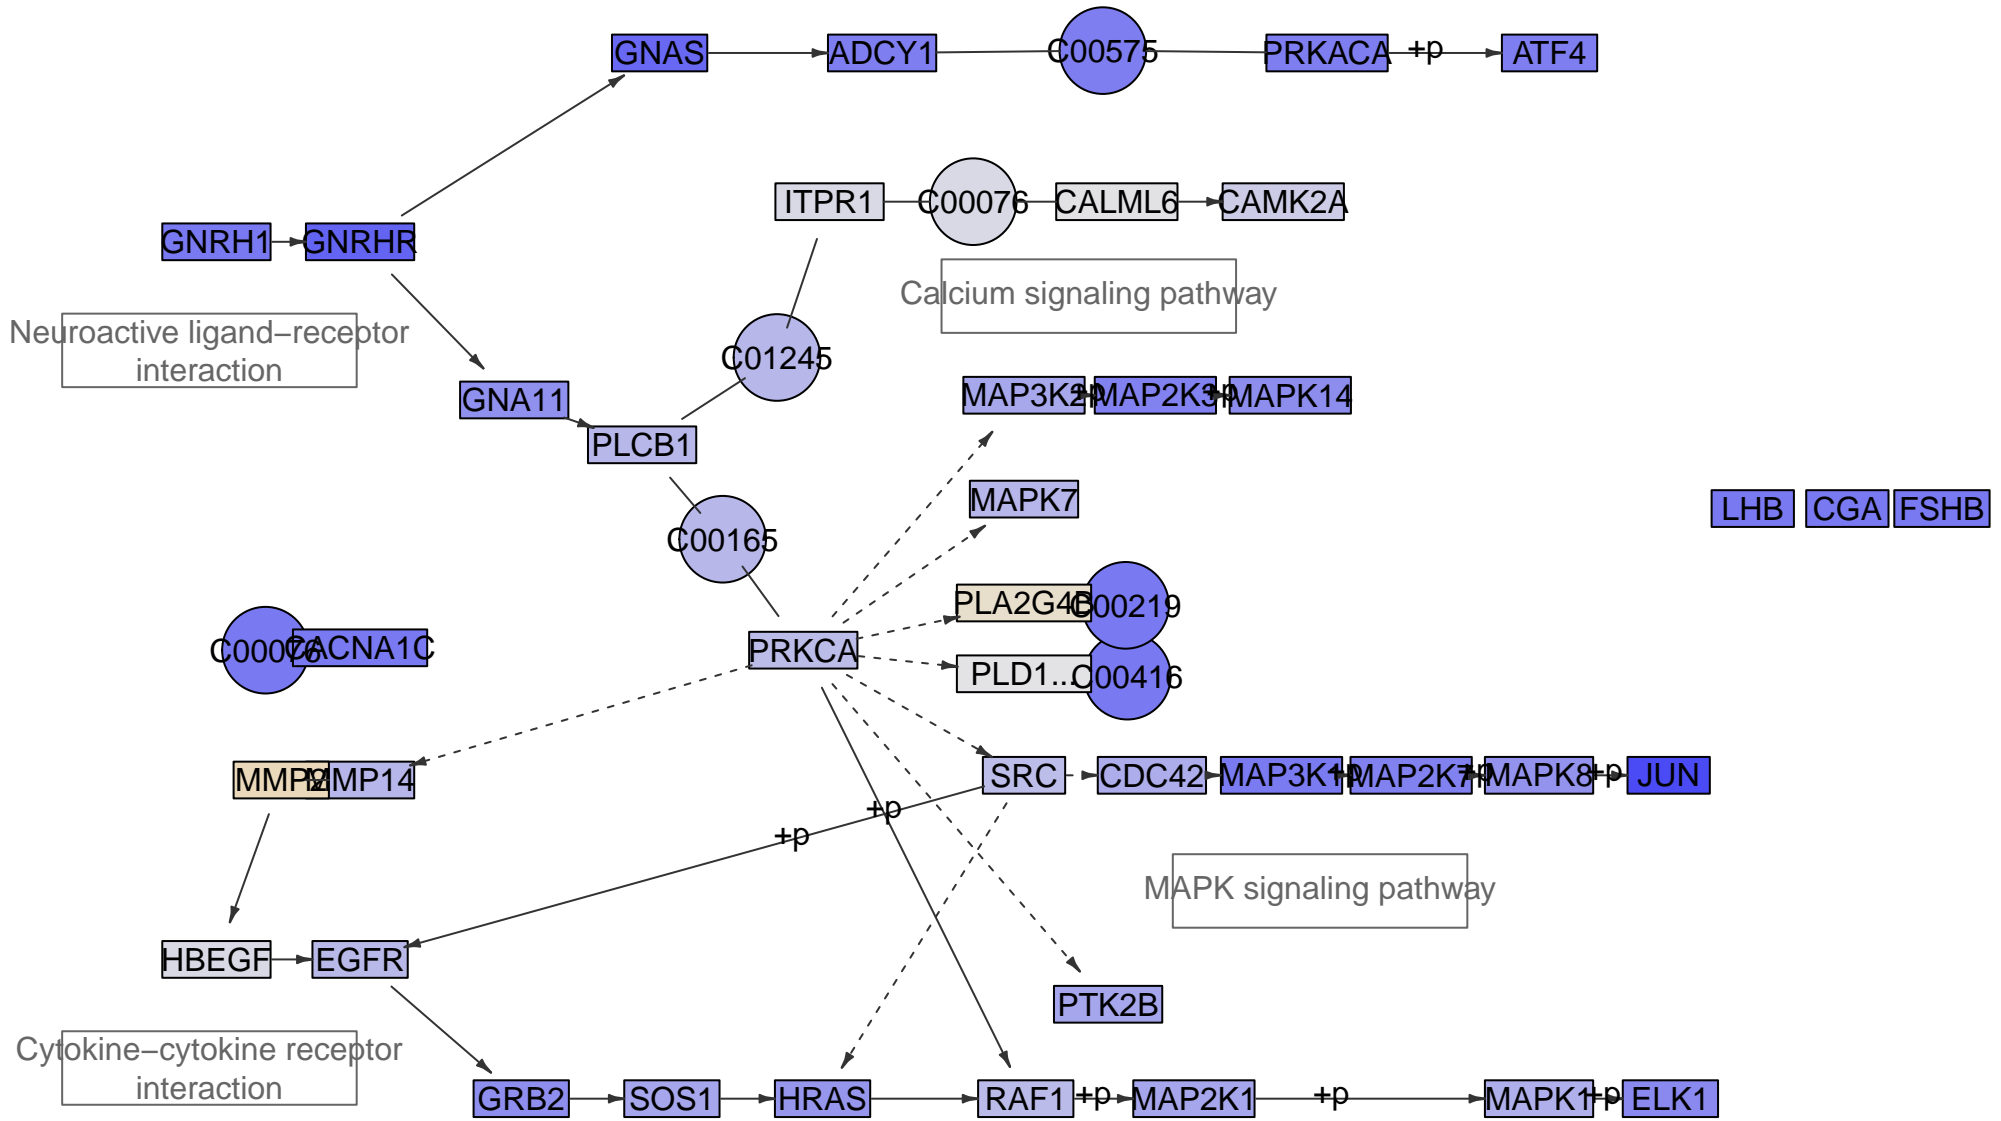 GNAS
ADCY1
C00575
PRKACA
+p
ATF4
ITPR1
C00076
CALML6
CAMK2A
GNRH1
GNRHR
Calcium signaling pathway
Neuroactive ligand−receptor
interaction
C01245
GNA11
MAP3K2
+p
MAP2K3
+p
MAPK14
PLCB1
MAPK7
LHB
CGA
FSHB
C00165
PLA2G4B
C00219
C00076
CACNA1C
PRKCA
PLD1...
C00416
MMP2
MMP14
SRC
CDC42
MAP3K1
+p
MAP2K7
+p
MAPK8
+p
JUN
+p
+p
MAPK signaling pathway
HBEGF
EGFR
PTK2B
Cytokine−cytokine receptor
interaction
GRB2
SOS1
HRAS
RAF1
+p
MAP2K1
+p
MAPK1
+p
ELK1